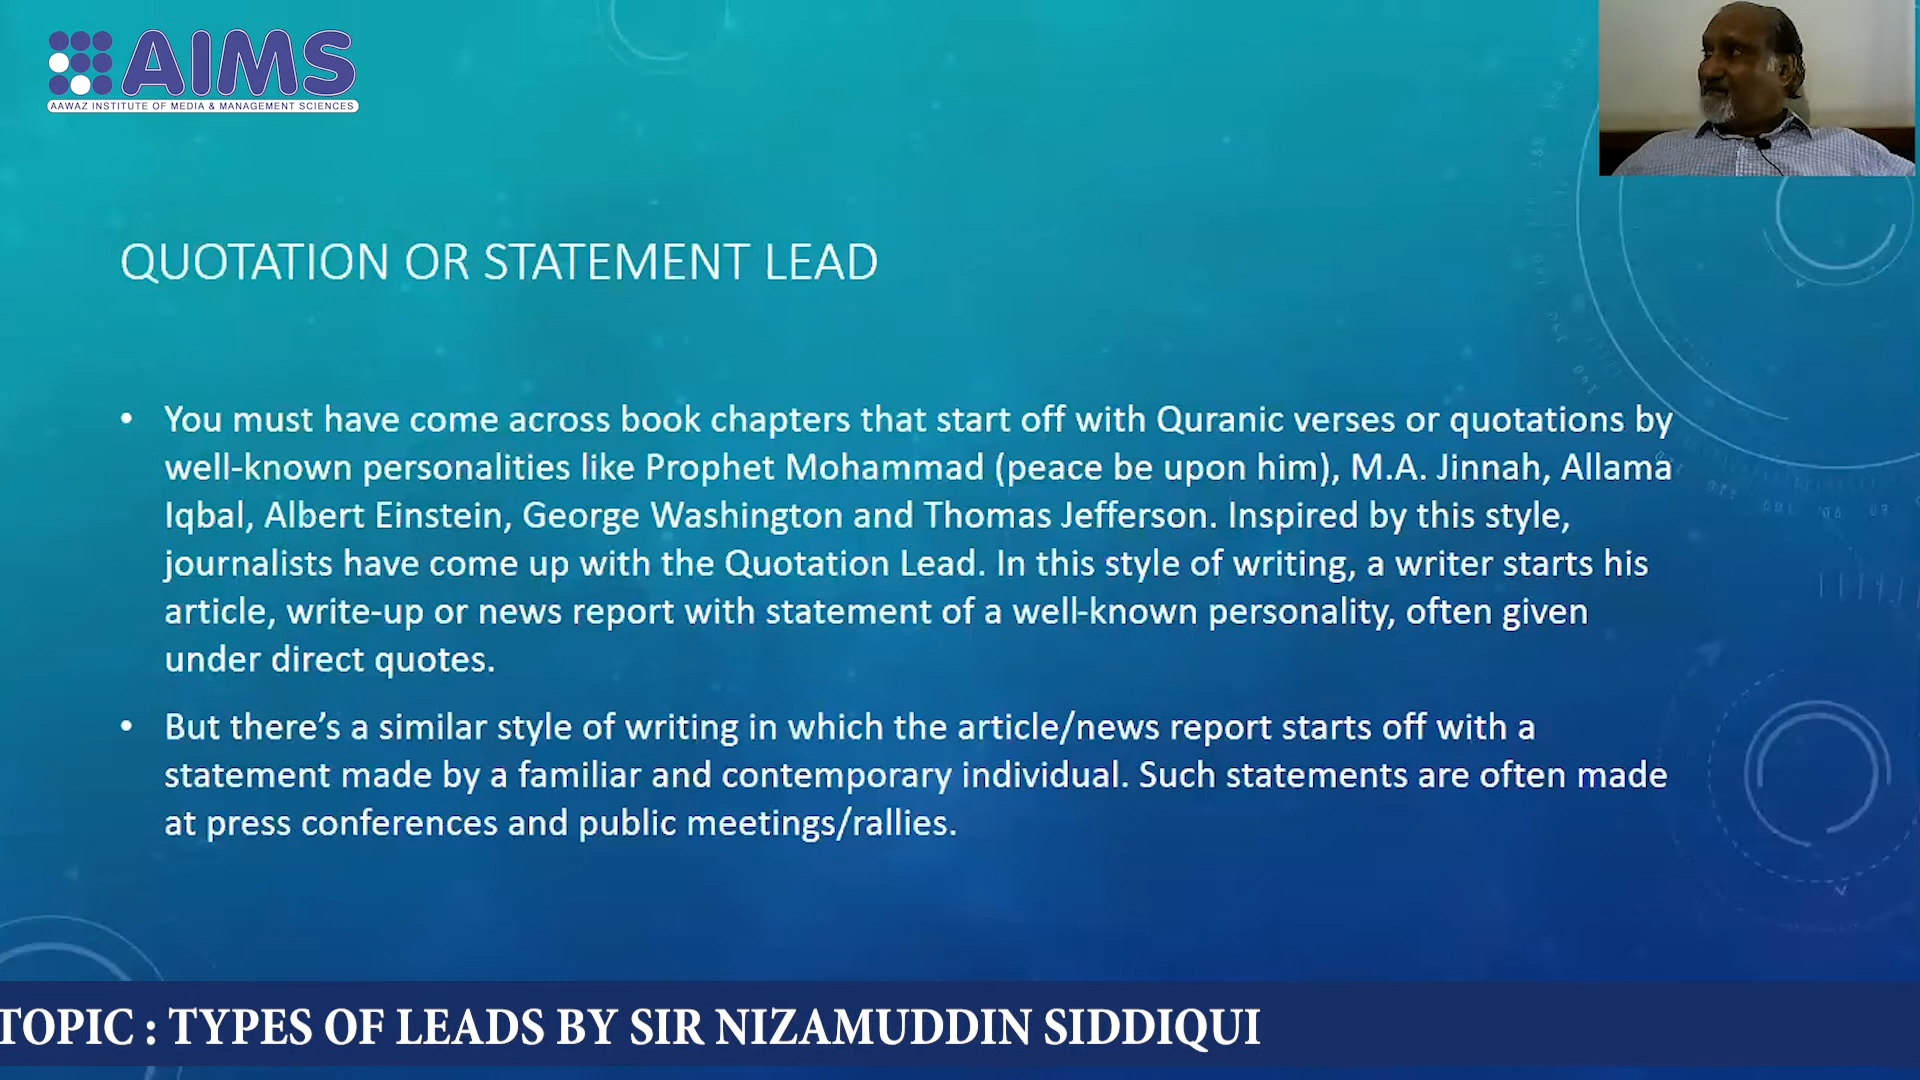 AIMS
AAWAZ INSTITUTE OF MEDIA & MANAGEMENT SCIENCES
QUOTATION OR STATEMENT LEAD
• You must have come across book chapters that start off with Quranic verses or quotations by
well-known personalities like Prophet Mohammad (peace be upon him), M.A. Jinnah, Allama
Iqbal, Albert Einstein, George Washington and Thomas Jefferson. Inspired by this style,
journalists have come up with the Quotation Lead. In this style of writing, a writer starts his
article, write-up or news report with statement of a well-known personality, often given
under direct quotes.
• But there’s a similar style of writing in which the article/news report starts off with a
statement made by a familiar and contemporary individual. Such statements are often made
at press conferences and public meetings/rallies.
TOPIC : TYPES OF LEADS BY SIR NIZAMUDDIN SIDDIQUI